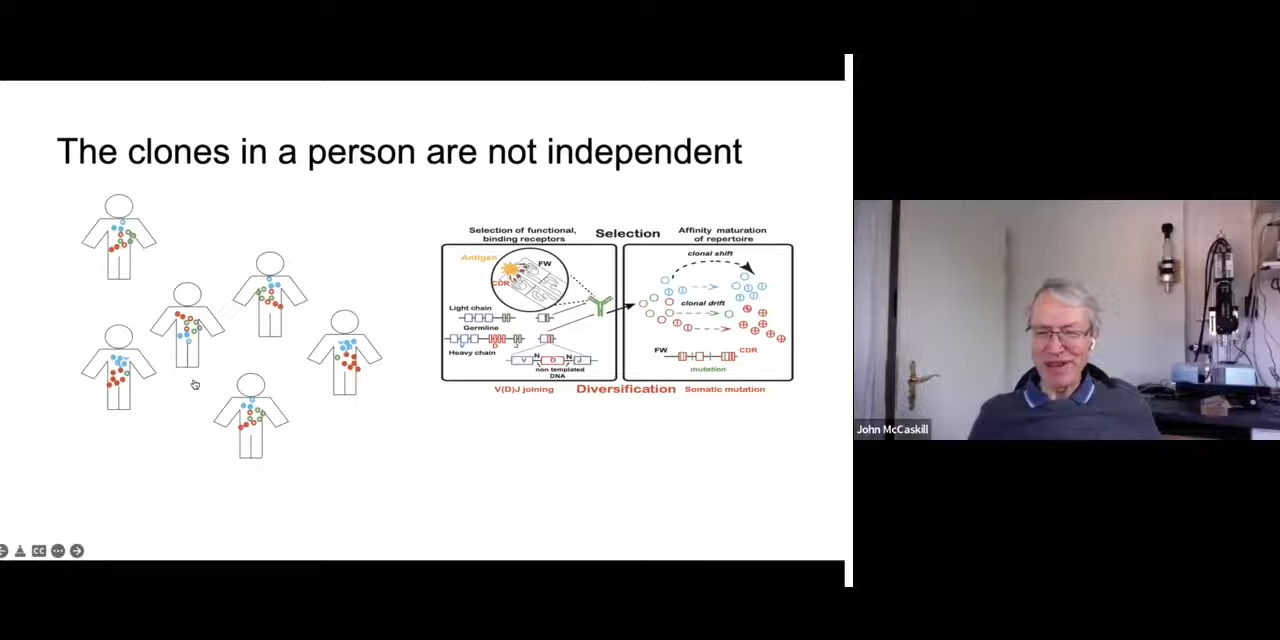 The clones in a person are not independent
Selection of functional,
binding receptors
Selection
Affinity maturation
of repertoire
Antigen
FW
CDR
Light chain
Germline
V
D
J
Heavy chain
N
N
V
D
J
non templated
DNA
clonal shift
clonal drift
FW
CDR
mutation
V(D)J joining
Diversification
Somatic mutation
CC
John McCaskill